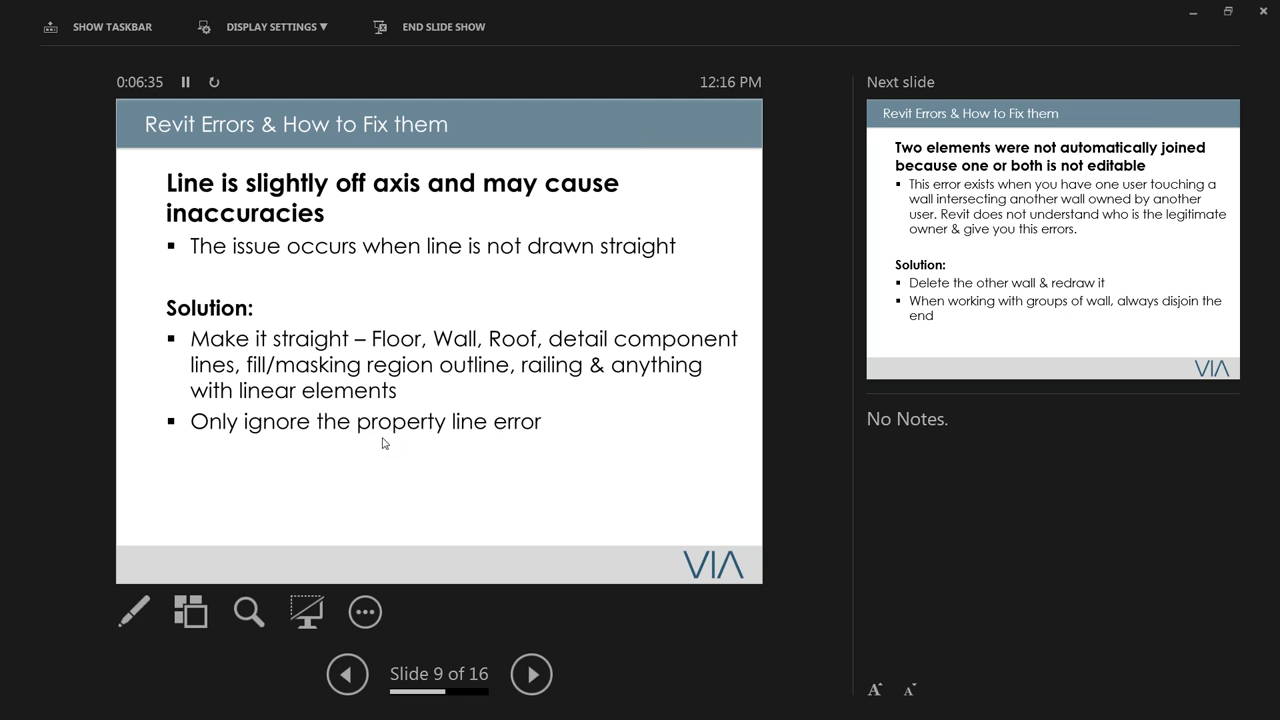 SHOW TASKBAR
DISPLAY SETTINGS ▼
END SLIDE SHOW
0:06:35
12:16 PM
Revit Errors & How to Fix them
Line is slightly off axis and may cause
inaccuracies
▪ The issue occurs when line is not drawn straight
Solution:
▪ Make it straight – Floor, Wall, Roof, detail component
lines, fill/masking region outline, railing & anything
with linear elements
▪ Only ignore the property line error
VIA
Slide 9 of 16
Next slide
Revit Errors & How to Fix them
Two elements were not automatically joined
because one or both is not editable
▪ This error exists when you have one user touching a
wall intersecting another wall owned by another
user. Revit does not understand who is the legitimate
owner & give you this errors.
Solution:
▪ Delete the other wall & redraw it
▪ When working with groups of wall, always disjoin the
end
VIA
No Notes.
A A